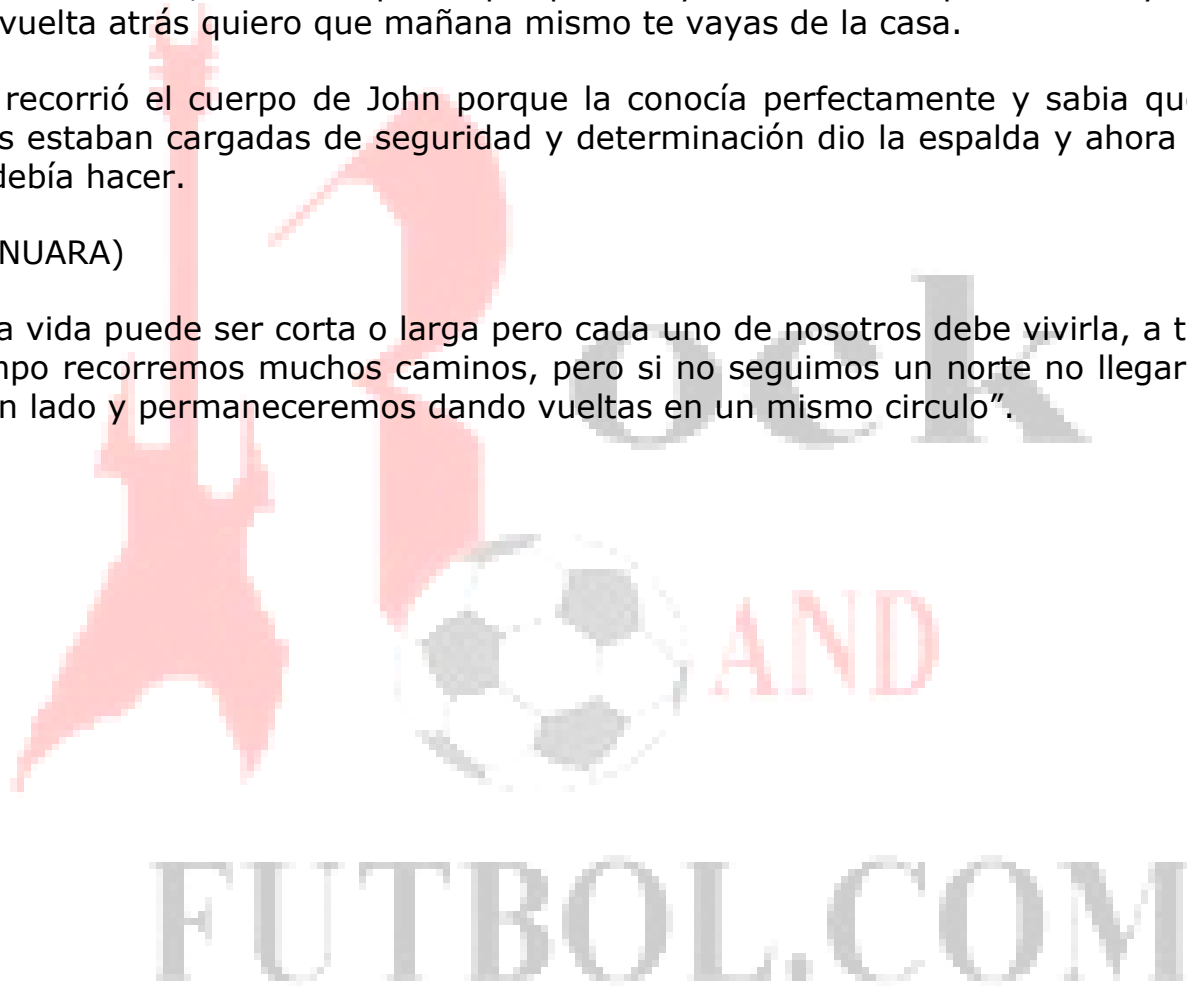 vuelta atrás quiero que mañana mismo te vayas de la casa.
recorrió el cuerpo de John porque la conocía perfectamente y sabia
s estaban cargadas de seguridad y determinación dio la espalda y ahora
debía hacer.
NUARA)
a vida puede ser corta o larga pero cada uno de nosotros debe vivirla, a
mpo recorremos muchos caminos, pero si no seguimos un norte no llegar
n lado y permaneceremos dando vueltas en un mismo circulo”.
Rock
AND
FUTBOL.COM